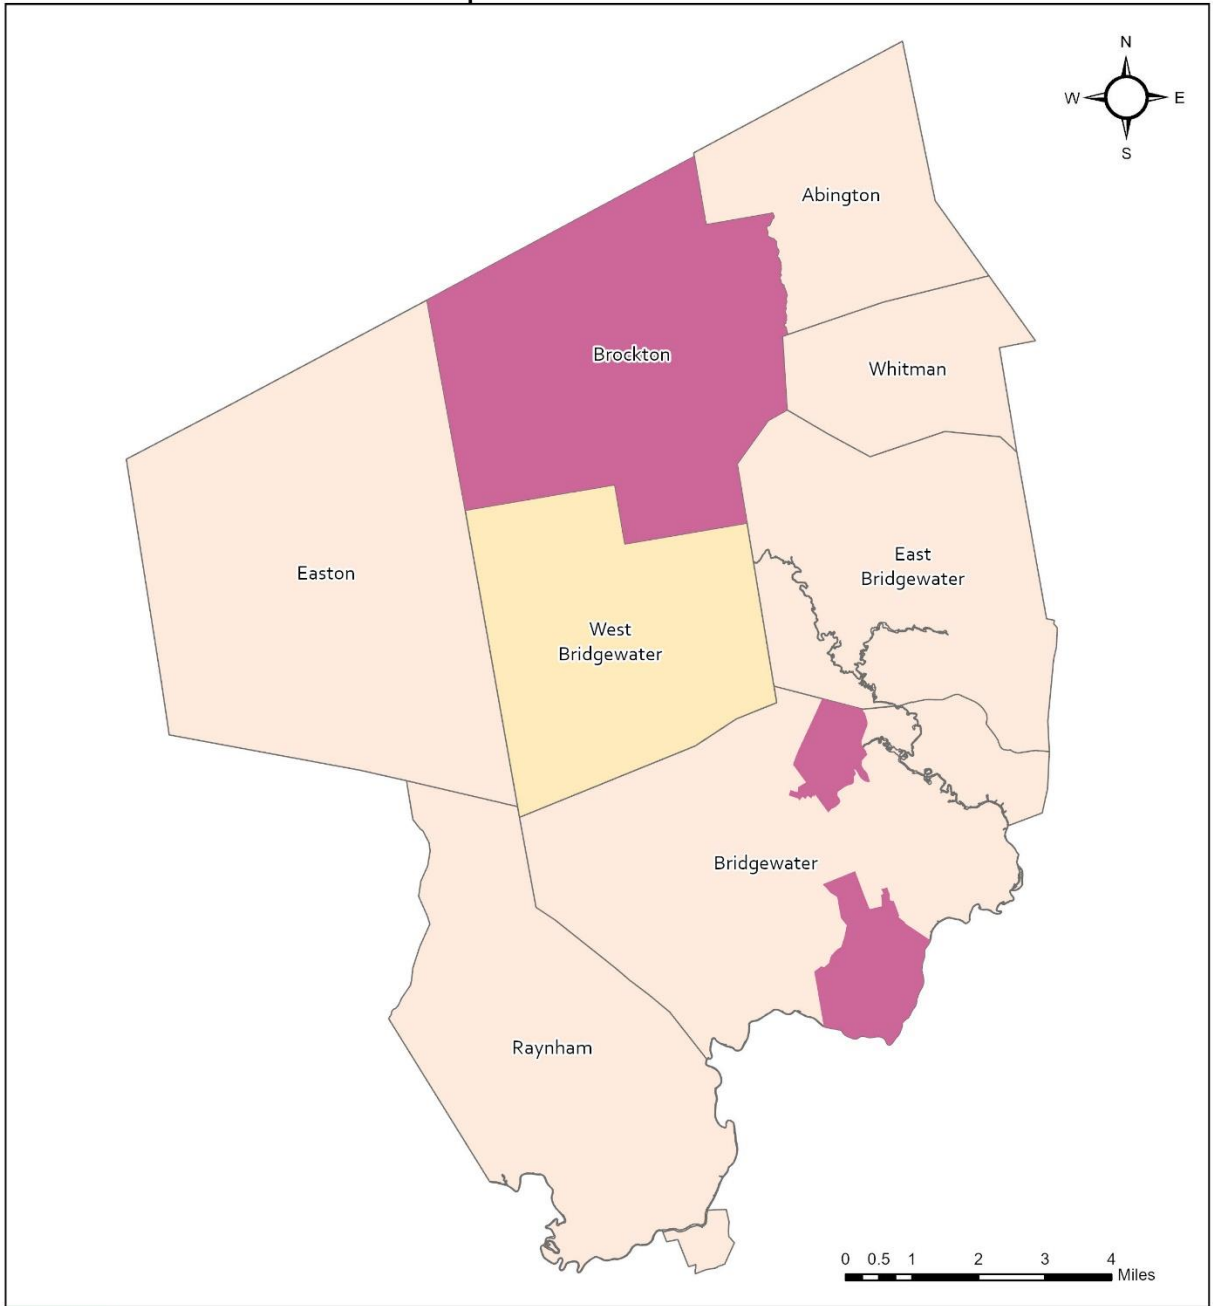 N
W E
S
Abington
Brockton
Whitman
East
Bridgewater
Easton
West
Bridgewater
Bridgewater
Raynham
0 0.5 1 2 3 4
Miles